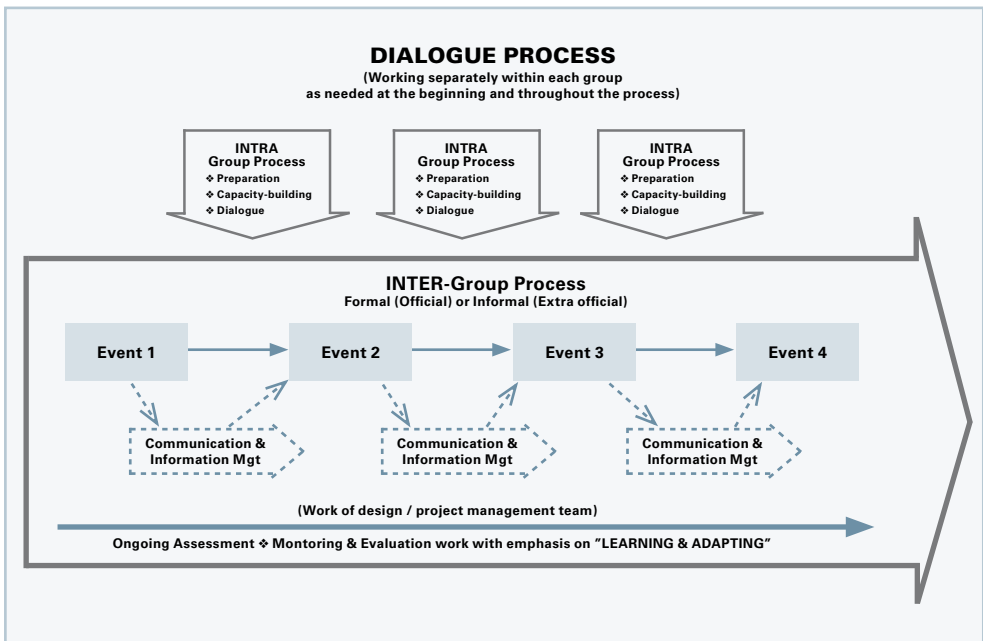 DIALOGUE PROCESS
(Working separately within each group
as needed at the beginning and throughout the process)
INTRA
Group Process
❖ Preparation
❖ Capacity-building
❖ Dialogue
INTRA
Group Process
❖ Preparation
❖ Capacity-building
❖ Dialogue
INTRA
Group Process
❖ Preparation
❖ Capacity-building
❖ Dialogue
INTER-Group Process
Formal (Official) or Informal (Extra official)
Event 1
Event 2
Event 3
Event 4
Communication &
Information Mgt
Communication &
Information Mgt
Communication &
Information Mgt
(Work of design / project management team)
Ongoing Assessment ❖ Montoring & Evaluation work with emphasis on ”LEARNING & ADAPTING”